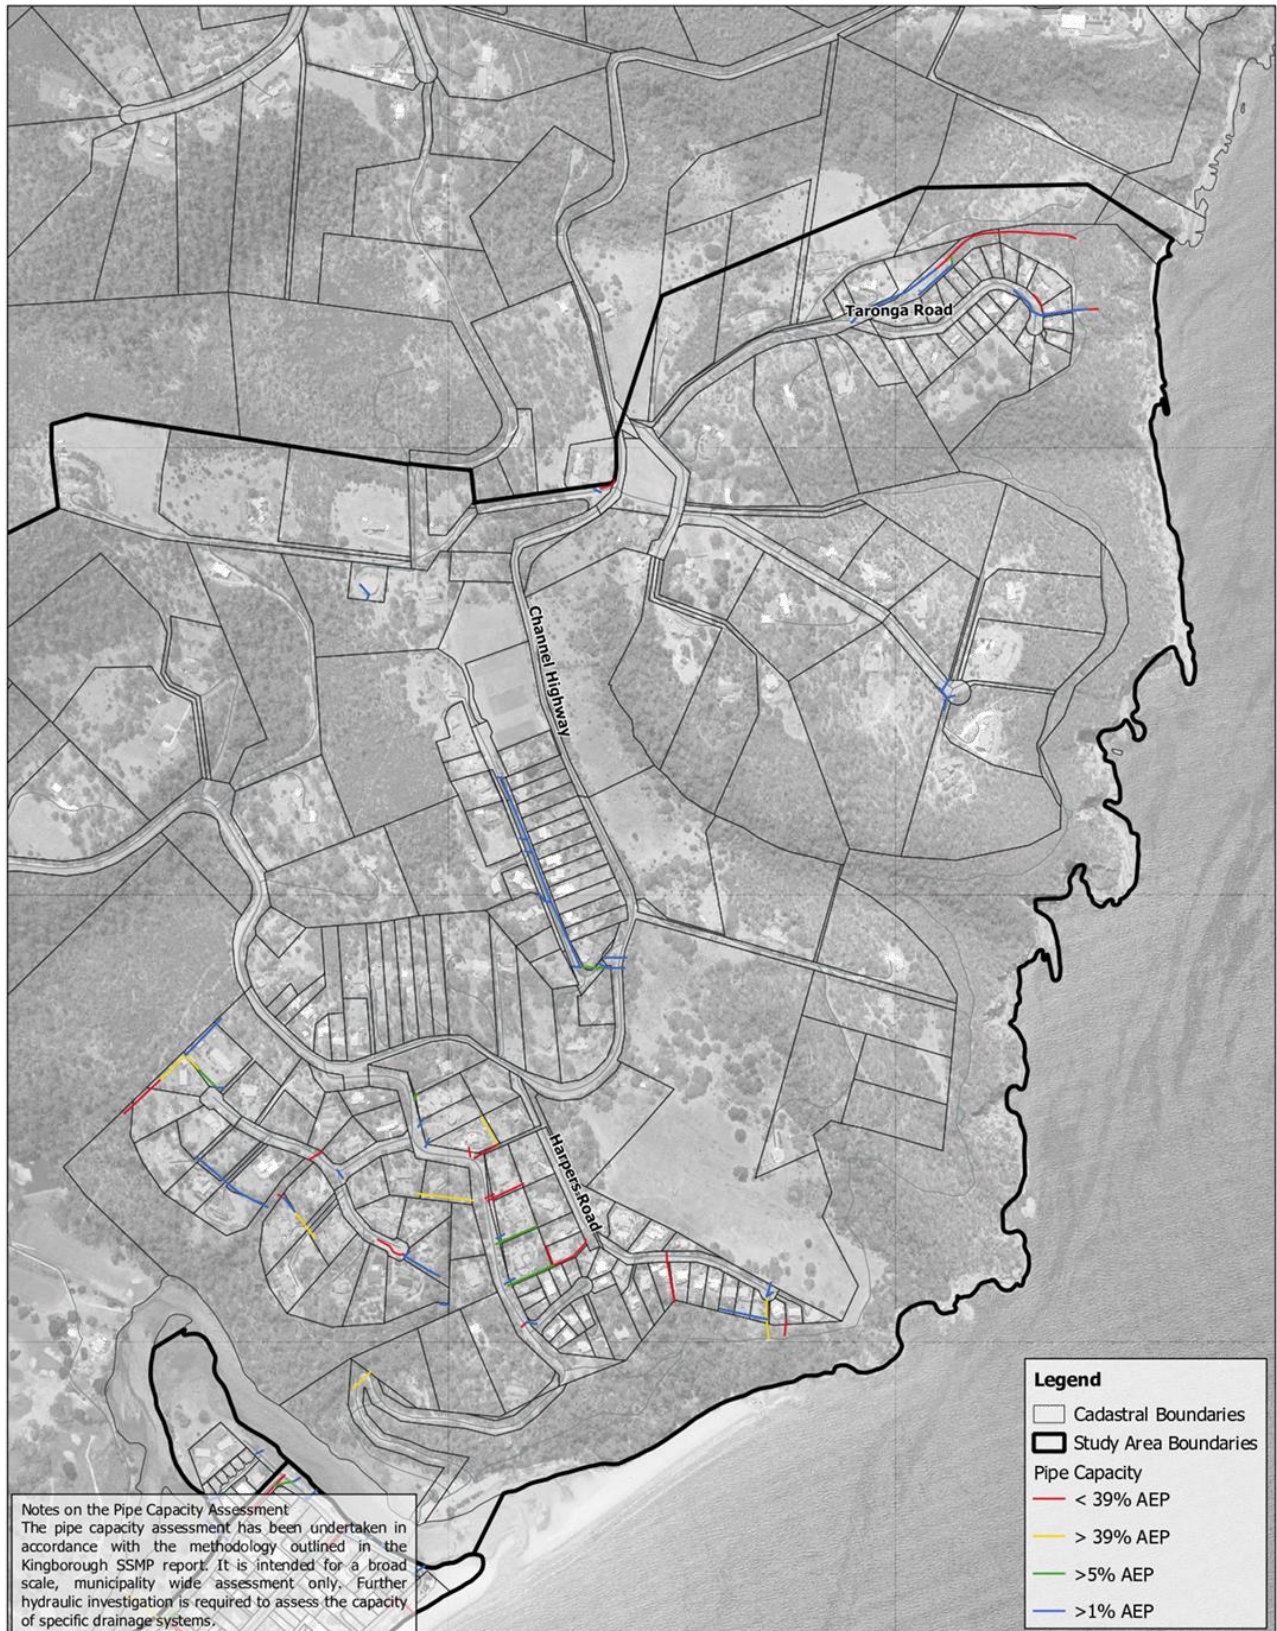 Taronga Road
Channel Highway
Harpers Road
Legend
Cadastral Boundaries
Study Area Boundaries
Pipe Capacity
< 39% AEP
> 39% AEP
>5% AEP
>1% AEP
Notes on the Pipe Capacity Assessment
The pipe capacity assessment has been undertaken in
accordance with the methodology outlined in the
Kingborough SSMP report. It is intended for a broad
scale, municipality wide assessment only. Further
hydraulic investigation is required to assess the capacity
of specific drainage systems.